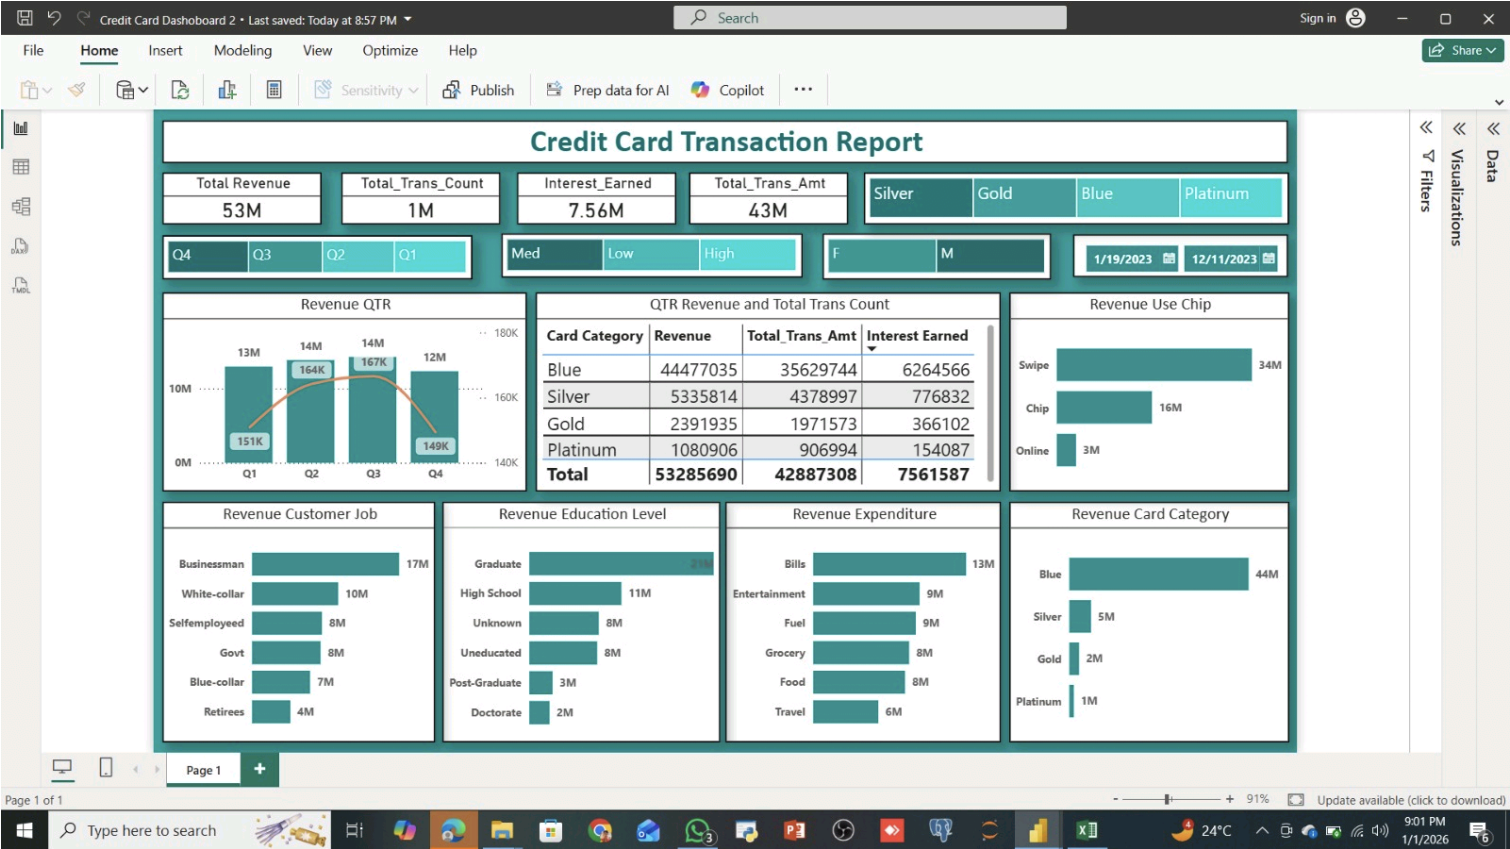 Credit Card Dashoboard 2 • Last saved: Today at 8:57 PM
Search
Sign in
File Home Insert Modeling View Optimize Help
Share
Sensitivity
Publish
Prep data for AI
Copilot
Credit Card Transaction Report
Total Revenue
53M
Total_Trans_Count
1M
Interest_Earned
7.56M
Total_Trans_Amt
43M
Silver Gold Blue Platinum
Q4 Q3 Q2 Q1
Med Low High
F M
1/19/2023 12/11/2023
Revenue QTR
180K
160K
140K
10M
0M
13M 14M 14M 12M
151K 164K 167K 149K
Q1 Q2 Q3 Q4
QTR Revenue and Total Trans Count
Card Category Revenue Total_Trans_Amt Interest Earned
Blue 44477035 35629744 6264566
Silver 5335814 4378997 776832
Gold 2391935 1971573 366102
Platinum 1080906 906994 154087
Total 53285690 42887308 7561587
Revenue Use Chip
Swipe 34M
Chip 16M
Online 3M
Revenue Customer Job
Businessman 17M
White-collar 10M
Selfemployeed 8M
Govt 8M
Blue-collar 7M
Retirees 4M
Revenue Education Level
Graduate 21M
High School 11M
Unknown 8M
Uneducated 8M
Post-Graduate 3M
Doctorate 2M
Revenue Expenditure
Bills 13M
Entertainment 9M
Fuel 9M
Grocery 8M
Food 8M
Travel 6M
Revenue Card Category
Blue 44M
Silver 5M
Gold 2M
Platinum 1M
Filters
Visualizations
Data
DAX
TMDL
Page 1
Page 1 of 1
91%
Update available (click to download)
Type here to search
3
4
24°C
9:01 PM
1/1/2026
6